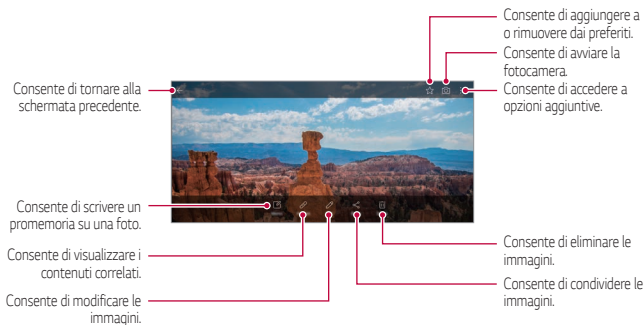 Consente di aggiungere a
o rimuovere dai preferiti.
Consente di avviare la
fotocamera.
Consente di accedere a
opzioni aggiuntive.
Consente di tornare alla
schermata precedente.
Consente di scrivere un
promemoria su una foto.
Consente di visualizzare i
contenuti correlati.
Consente di modificare le
immagini.
Consente di eliminare le
immagini.
Consente di condividere le
immagini.